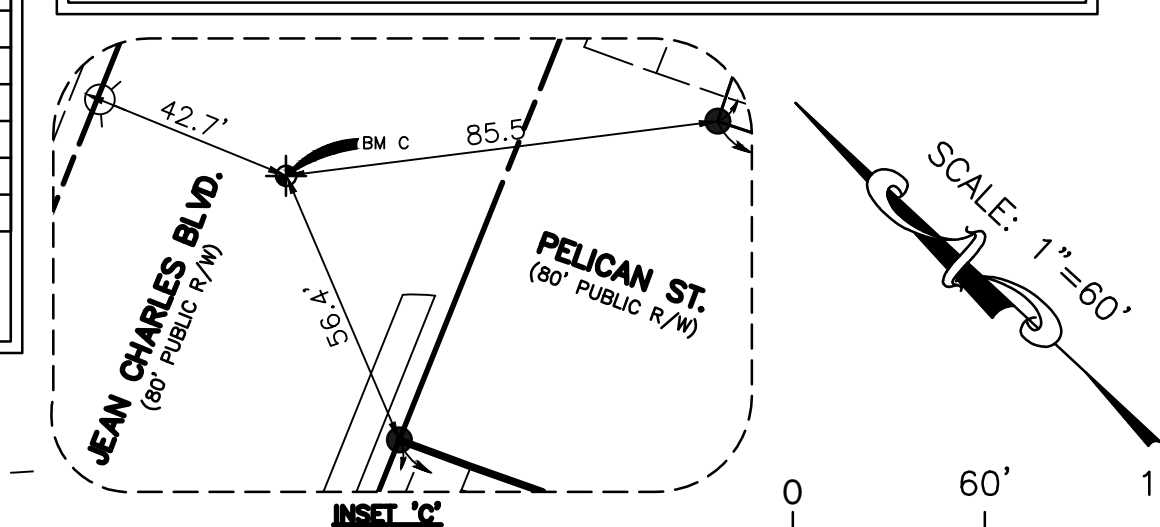 42.7'
BM C
85.5
JEAN CHARLES BLVD.
(80' PUBLIC R/W)
56.4'
PELICAN ST.
(80' PUBLIC R/W)
INSET 'C'
SCALE: 1"=60'
0
60'
1